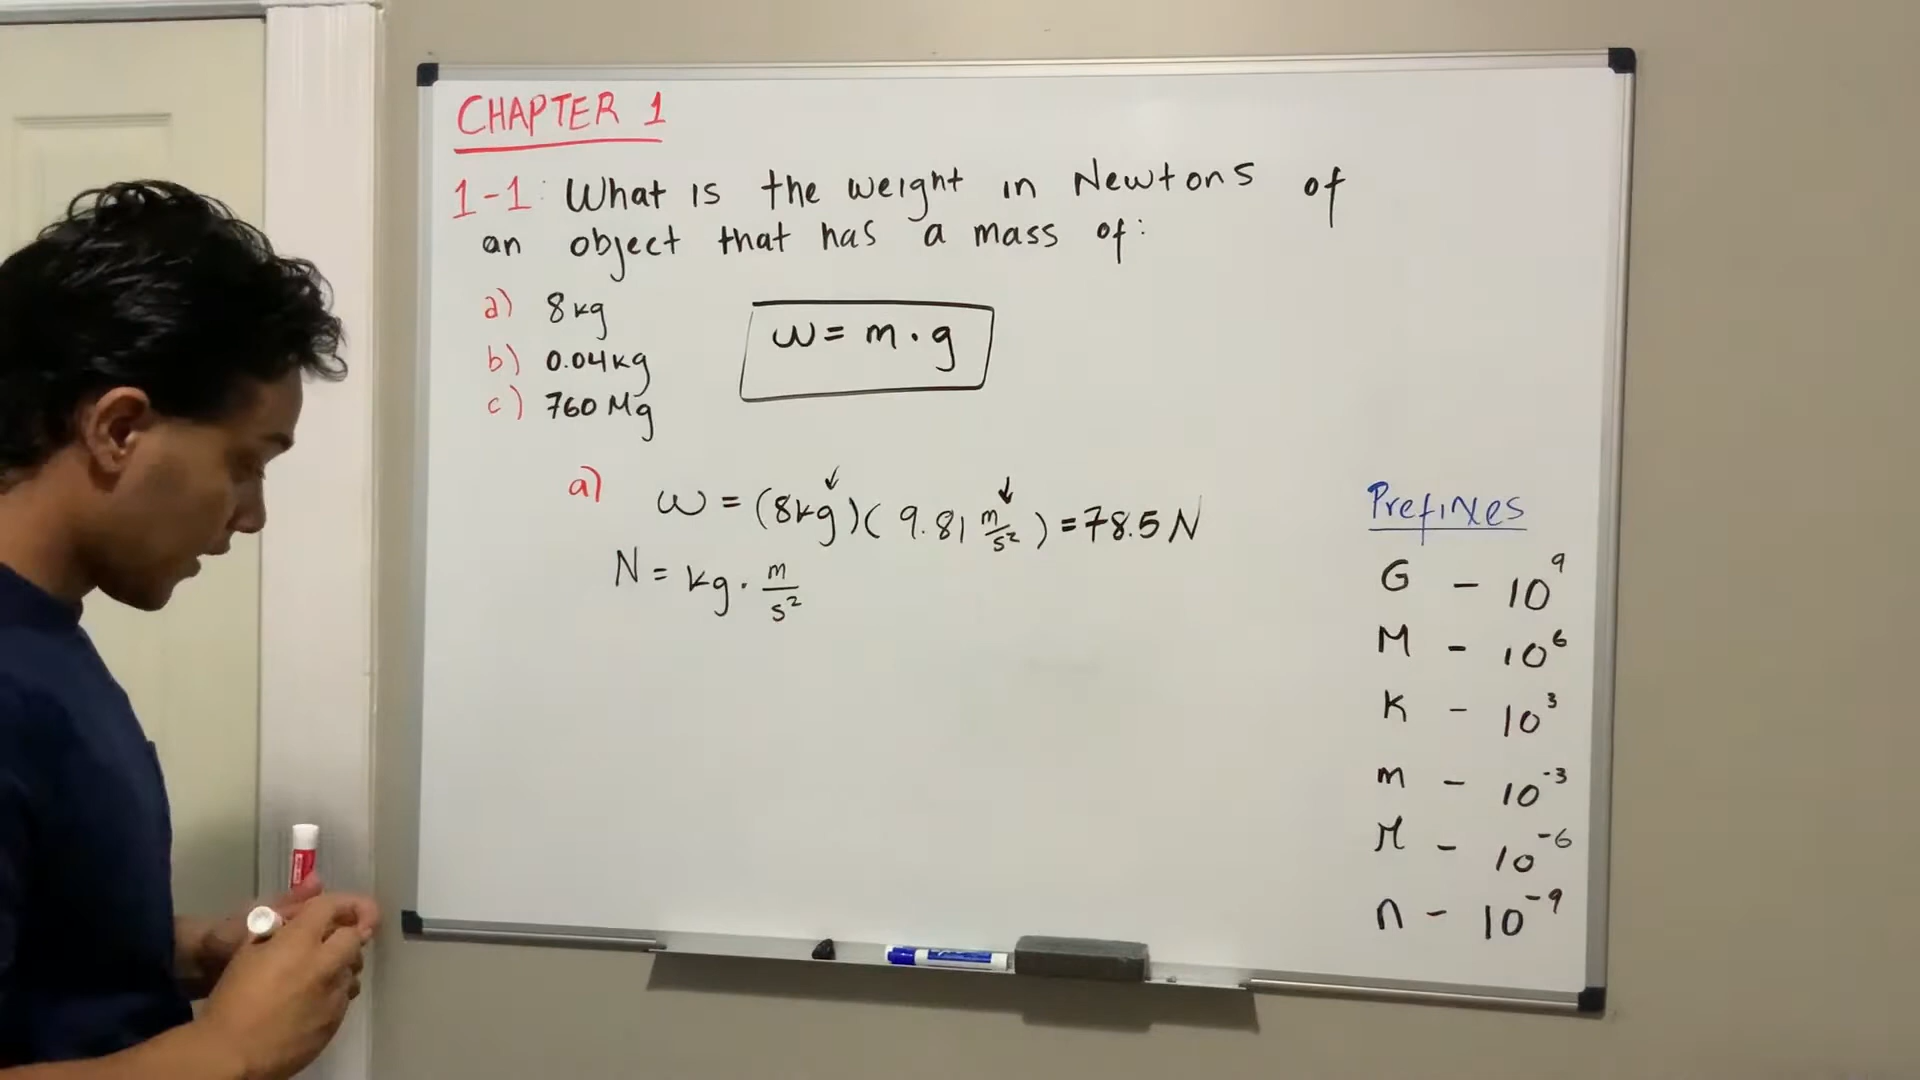 CHAPTER 1
1-1: What is the weight in Newtons of
an object that has a mass of:
a) 8kg
b) 0.04kg
c) 760 Mg
w = m · g
a) w = (8kg)(9.81 m/s²) = 78.5 N
N = kg · m/s²
Prefixes
G - 10⁹
M - 10⁶
K - 10³
m - 10⁻³
μ - 10⁻⁶
n - 10⁻⁹